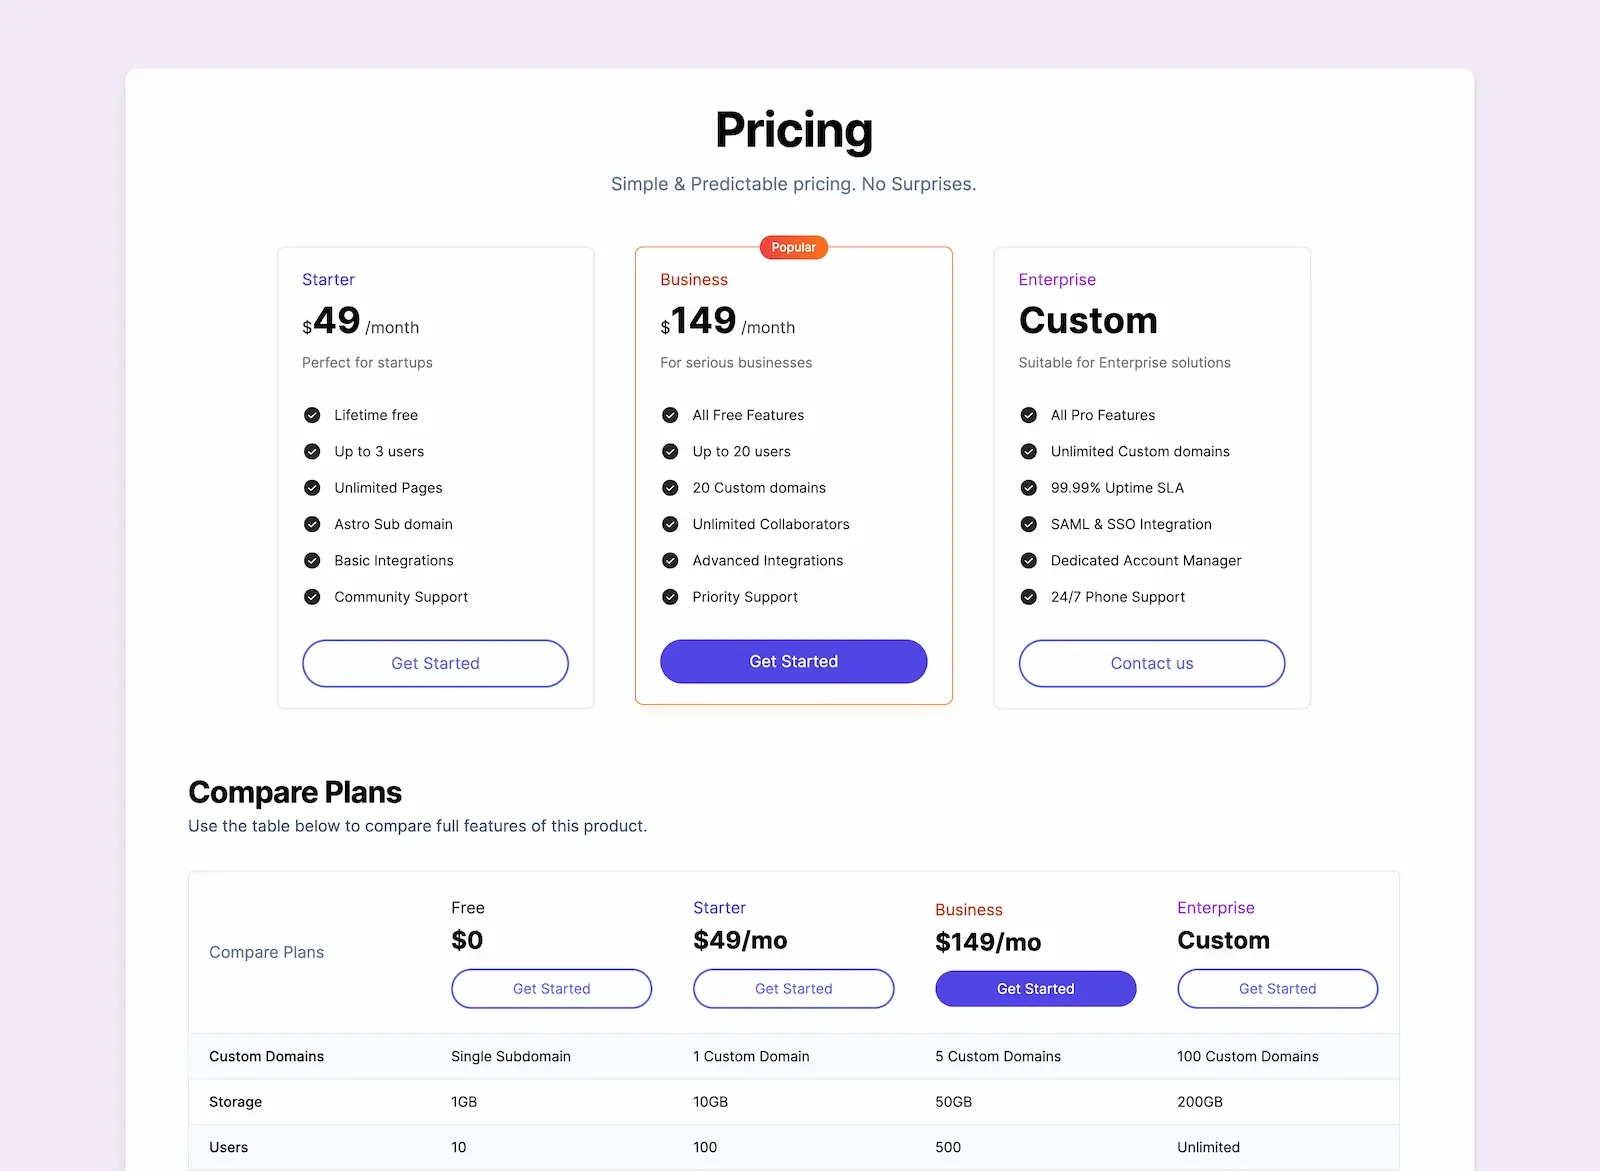 Pricing
Simple & Predictable pricing. No Surprises.
Starter
$49 /month
Perfect for startups
Lifetime free
Up to 3 users
Unlimited Pages
Astro Sub domain
Basic Integrations
Community Support
Get Started
Popular
Business
$149 /month
For serious businesses
All Free Features
Up to 20 users
20 Custom domains
Unlimited Collaborators
Advanced Integrations
Priority Support
Get Started
Enterprise
Custom
Suitable for Enterprise solutions
All Pro Features
Unlimited Custom domains
99.99% Uptime SLA
SAML & SSO Integration
Dedicated Account Manager
24/7 Phone Support
Contact us
Compare Plans
Use the table below to compare full features of this product.
Compare Plans
Free
$0
Get Started
Starter
$49/mo
Get Started
Business
$149/mo
Get Started
Enterprise
Custom
Get Started
Custom Domains Single Subdomain 1 Custom Domain 5 Custom Domains 100 Custom Domains
Storage 1GB 10GB 50GB 200GB
Users 10 100 500 Unlimited